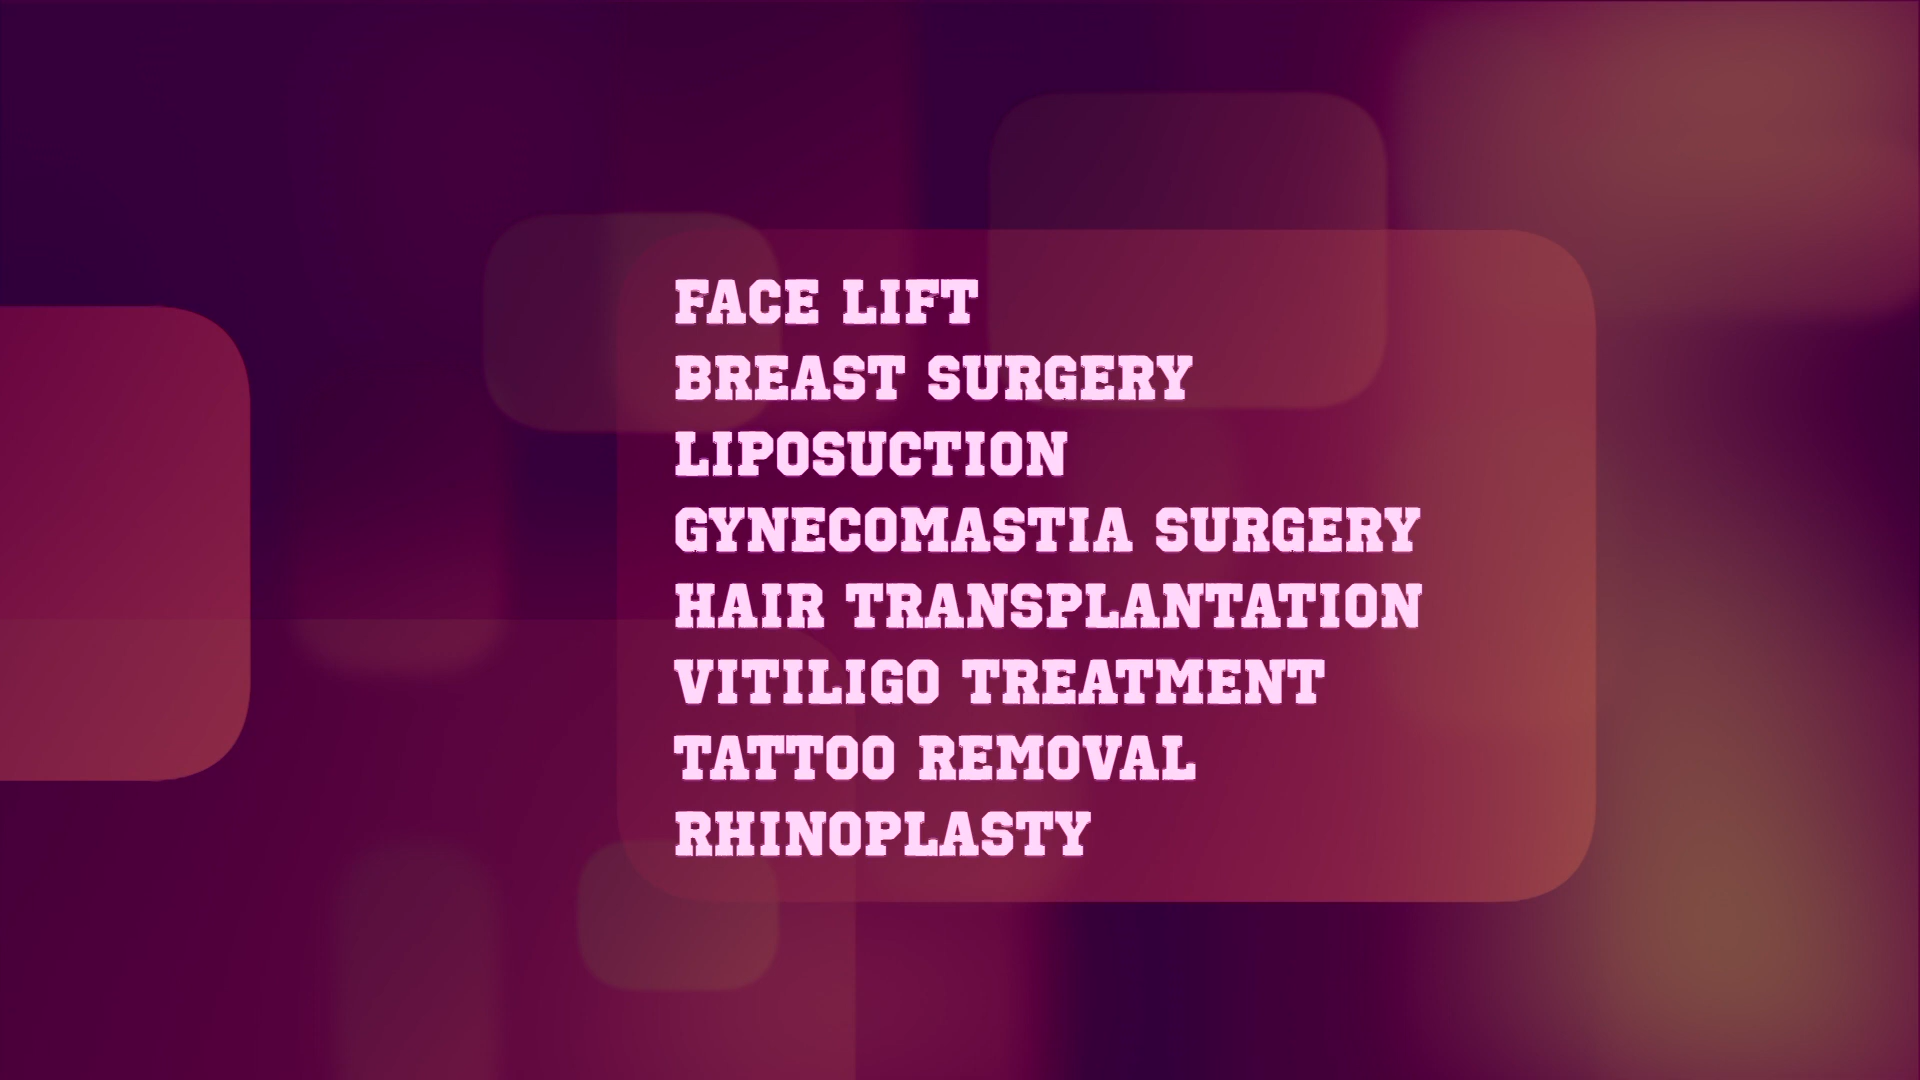 FACE LIFT
BREAST SURGERY
LIPOSUCTION
GYNECOMASTIA SURGERY
HAIR TRANSPLANTATION
VITILIGO TREATMENT
TATTOO REMOVAL
RHINOPLASTY